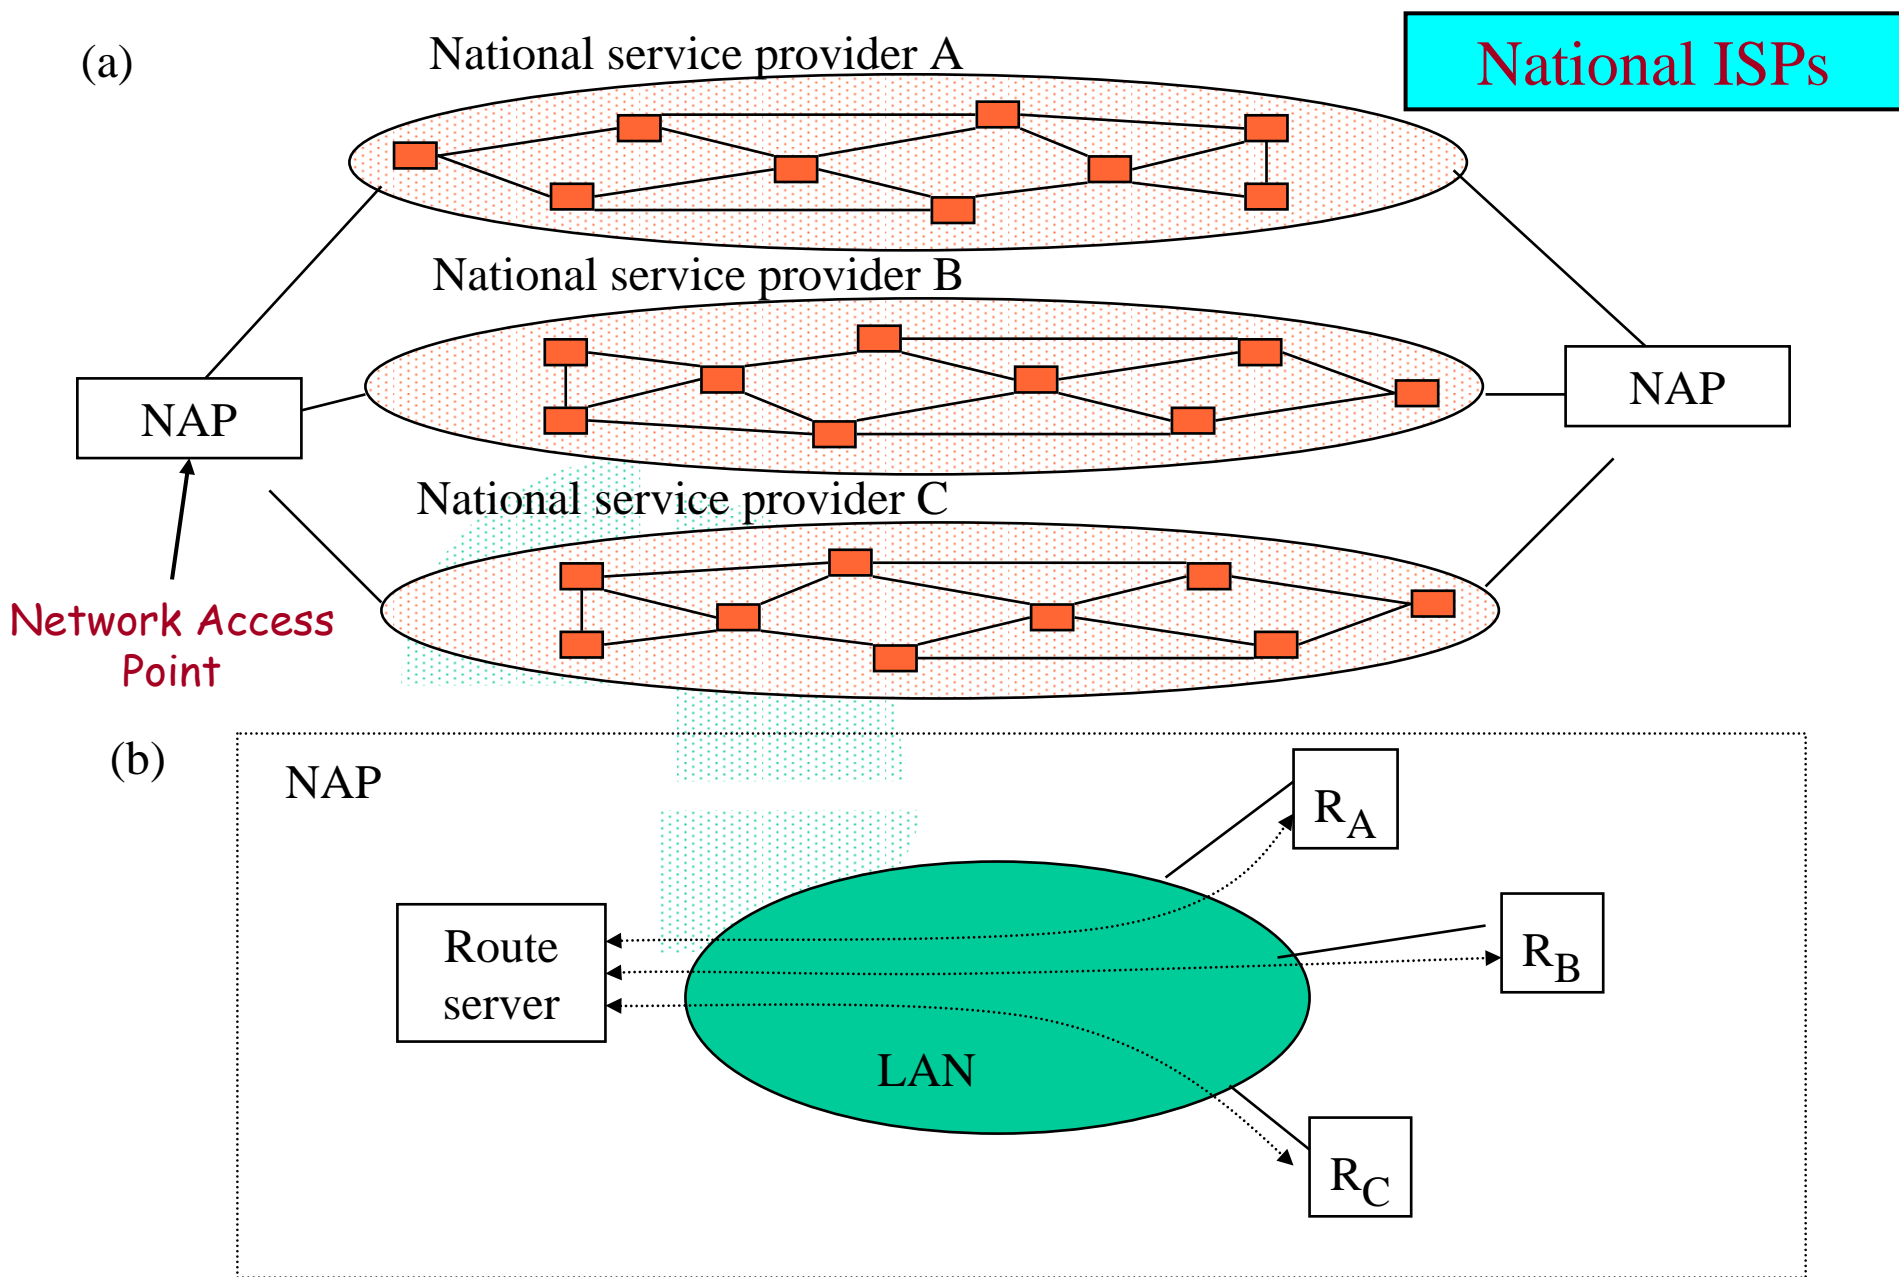 (a)
National service provider A
National ISPs
National service provider B
NAP
NAP
National service provider C
Network Access
Point
(b)
NAP
RA
Route
server
RB
LAN
RC